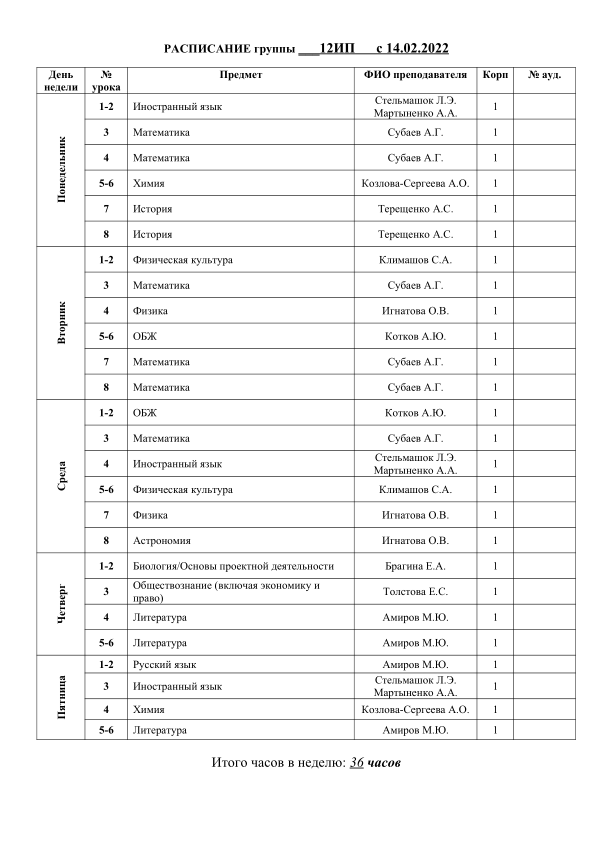 РАСПИСАНИЕ группы ___12ИП___ с 14.02.2022
День недели № урока Предмет ФИО преподавателя Корп № ауд.
Понедельник
1-2 Иностранный язык Стельмашок Л.Э. Мартыненко А.А. 1
3 Математика Субаев А.Г. 1
4 Математика Субаев А.Г. 1
5-6 Химия Козлова-Сергеева А.О. 1
7 История Терещенко А.С. 1
8 История Терещенко А.С. 1
Вторник
1-2 Физическая культура Климашов С.А. 1
3 Математика Субаев А.Г. 1
4 Физика Игнатова О.В. 1
5-6 ОБЖ Котков А.Ю. 1
7 Математика Субаев А.Г. 1
8 Математика Субаев А.Г. 1
Среда
1-2 ОБЖ Котков А.Ю. 1
3 Математика Субаев А.Г. 1
4 Иностранный язык Стельмашок Л.Э. Мартыненко А.А. 1
5-6 Физическая культура Климашов С.А. 1
7 Физика Игнатова О.В. 1
8 Астрономия Игнатова О.В. 1
Четверг
1-2 Биология/Основы проектной деятельности Брагина Е.А. 1
3 Обществознание (включая экономику и право) Толстова Е.С. 1
4 Литература Амиров М.Ю. 1
5-6 Литература Амиров М.Ю. 1
Пятница
1-2 Русский язык Амиров М.Ю. 1
3 Иностранный язык Стельмашок Л.Э. Мартыненко А.А. 1
4 Химия Козлова-Сергеева А.О. 1
5-6 Литература Амиров М.Ю. 1
Итого часов в неделю: 36 часов